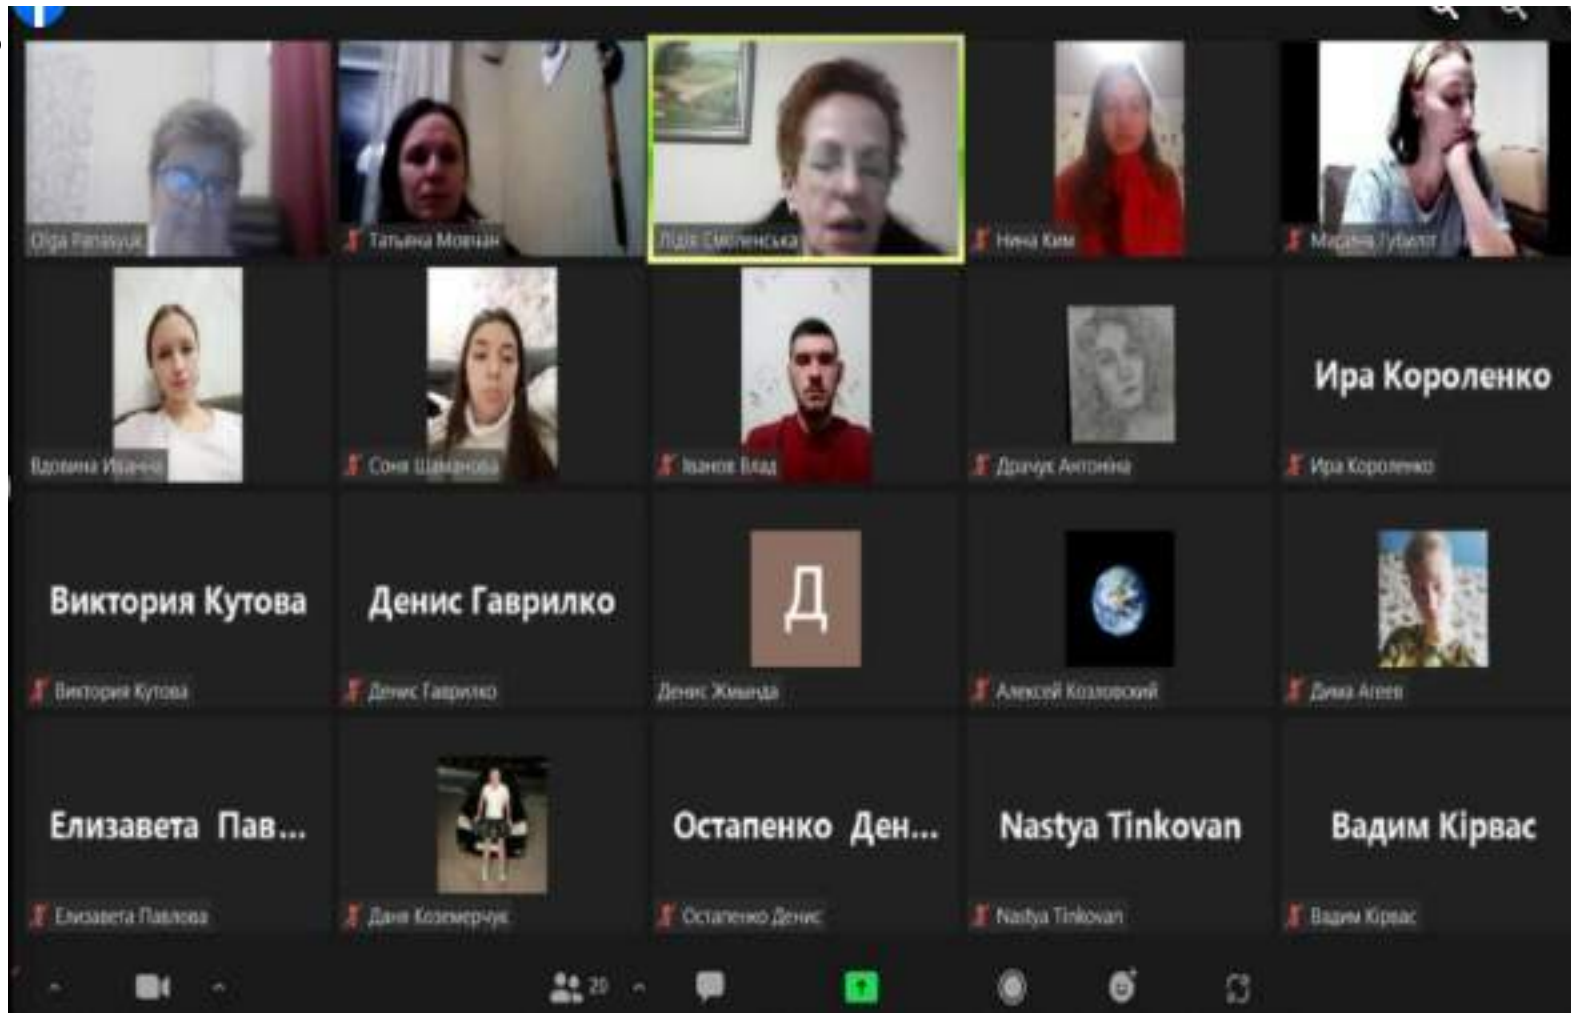 Olga Panasyuk
Татьяна Мовчан
Лідія Смоленська
Нина Ким
Вдовина Иванна
Соня Шаманова
Іванов Влад
Драчук Антоніна
Ира Короленко
Ира Короленко
Виктория Кутова
Денис Гаврилко
Д
Виктория Кутова
Денис Гаврилко
Денис Жмында
Алексей Козловский
Дима Агеев
Елизавета Пав...
Остапенко Ден...
Nastya Tinkovan
Вадим Кірвас
Елизавета Павлова
Даня Коземерчук
Остапенко Денис
Nastya Tinkovan
Вадим Кірвас
20